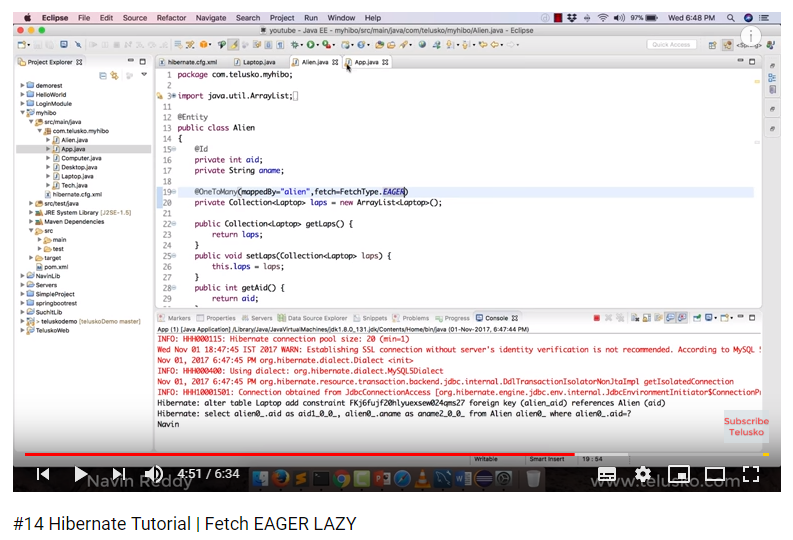 Eclipse File Edit Source Refactor Navigate Search Project Run Window Help 97% Wed 6:48 PM
youtube - Java EE - myhibo/src/main/java/com/telusko/myhibo/Alien.java - Eclipse
Quick Access
Project Explorer
demorest
HelloWorld
LoginModule
myhibo
src/main/java
com.telusko.myhibo
Alien.java
App.java
Computer.java
Desktop.java
Laptop.java
Tech.java
hibernate.cfg.xml
src/test/java
JRE System Library [J2SE-1.5]
Maven Dependencies
src
main
test
target
pom.xml
NavinLib
Servers
SimpleProject
springbootrest
SuchitLib
teluskodemo [teluskoDemo master]
TeluskoWeb
hibernate.cfg.xml Laptop.java Alien.java App.java
1 package com.telusko.myhibo;
2
3 import java.util.ArrayList;
11
12 @Entity
13 public class Alien
14 {
15 @Id
16 private int aid;
17 private String aname;
18
19 @OneToMany(mappedBy="alien",fetch=FetchType.EAGER)
20 private Collection<Laptop> laps = new ArrayList<Laptop>();
21
22 public Collection<Laptop> getLaps() {
23 return laps;
24 }
25 public void setLaps(Collection<Laptop> laps) {
26 this.laps = laps;
27 }
28 public int getAid() {
29 return aid;
Markers Properties Servers Data Source Explorer Snippets Problems Progress Console
App (1) [Java Application] /Library/Java/JavaVirtualMachines/jdk1.8.0_131.jdk/Contents/Home/bin/java (01-Nov-2017, 6:47:44 PM)
INFO: HHH000115: Hibernate connection pool size: 20 (min=1)
Wed Nov 01 18:47:45 IST 2017 WARN: Establishing SSL connection without server's identity verification is not recommended. According to MySQL
Nov 01, 2017 6:47:45 PM org.hibernate.dialect.Dialect <init>
INFO: HHH000400: Using dialect: org.hibernate.dialect.MySQL5Dialect
Nov 01, 2017 6:47:45 PM org.hibernate.resource.transaction.backend.jdbc.internal.DdlTransactionIsolatorNonJtaImpl getIsolatedConnection
INFO: HHH10001501: Connection obtained from JdbcConnectionAccess [org.hibernate.engine.jdbc.env.internal.JdbcEnvironmentInitiator$ConnectionPr
Hibernate: alter table Laptop add constraint FKj6fujf20hlyuexsew024qms27 foreign key (alien_aid) references Alien (aid)
Hibernate: select alien0_.aid as aid1_0_0_, alien0_.aname as aname2_0_0_ from Alien alien0_ where alien0_.aid=?
Navin
Subscribe
Telusko
Writable Smart Insert 19 : 54
4:51 / 6:34
Navin Reddy
www.telusko.com
#14 Hibernate Tutorial | Fetch EAGER LAZY